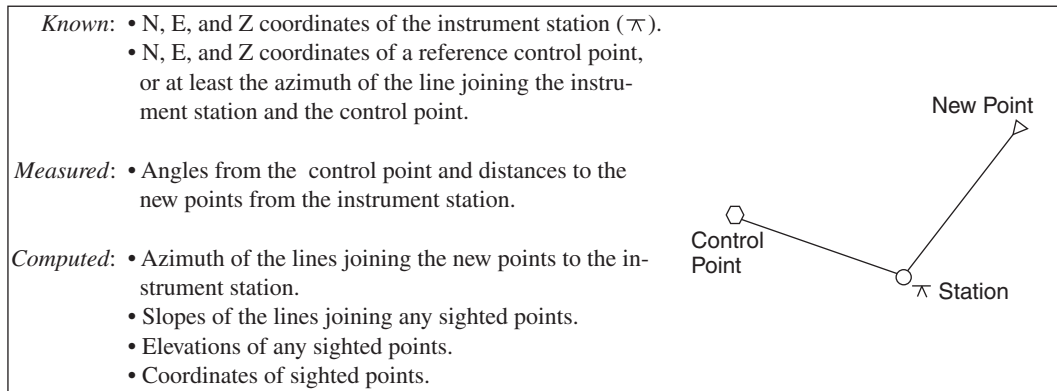 Known: • N, E, and Z coordinates of the instrument station (⌅).
• N, E, and Z coordinates of a reference control point,
or at least the azimuth of the line joining the instru-
ment station and the control point.
Measured: • Angles from the control point and distances to the
new points from the instrument station.
Computed: • Azimuth of the lines joining the new points to the in-
strument station.
• Slopes of the lines joining any sighted points.
• Elevations of any sighted points.
• Coordinates of sighted points.
New Point
Control
Point
⌅ Station